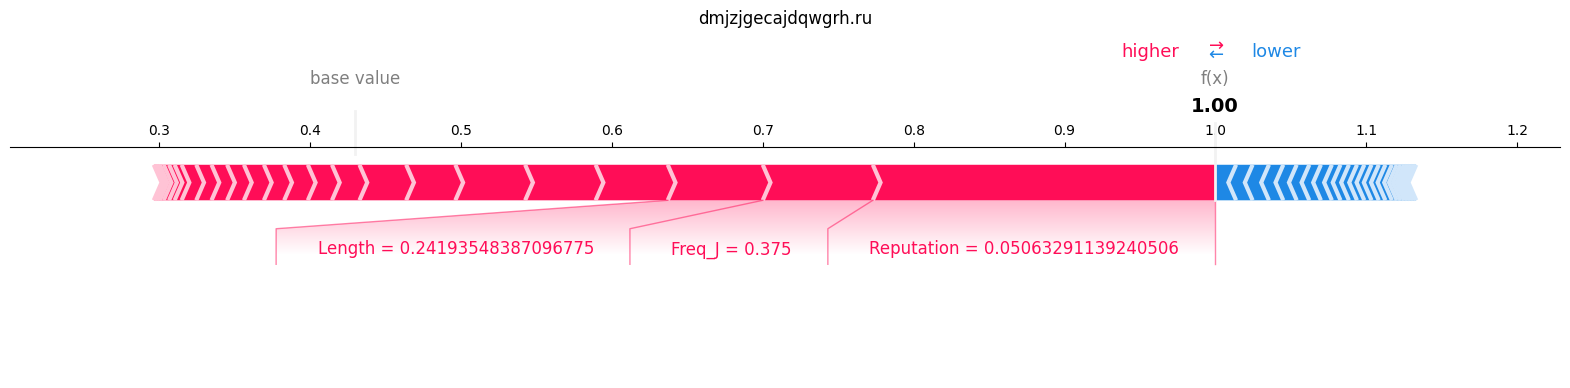 dmjzjgecajdqwgrh.ru
higher ⇄ lower
base value f(x)
1.00
0.3 0.4 0.5 0.6 0.7 0.8 0.9 1.0 1.1 1.2
Length = 0.24193548387096775 Freq_J = 0.375 Reputation = 0.05063291139240506